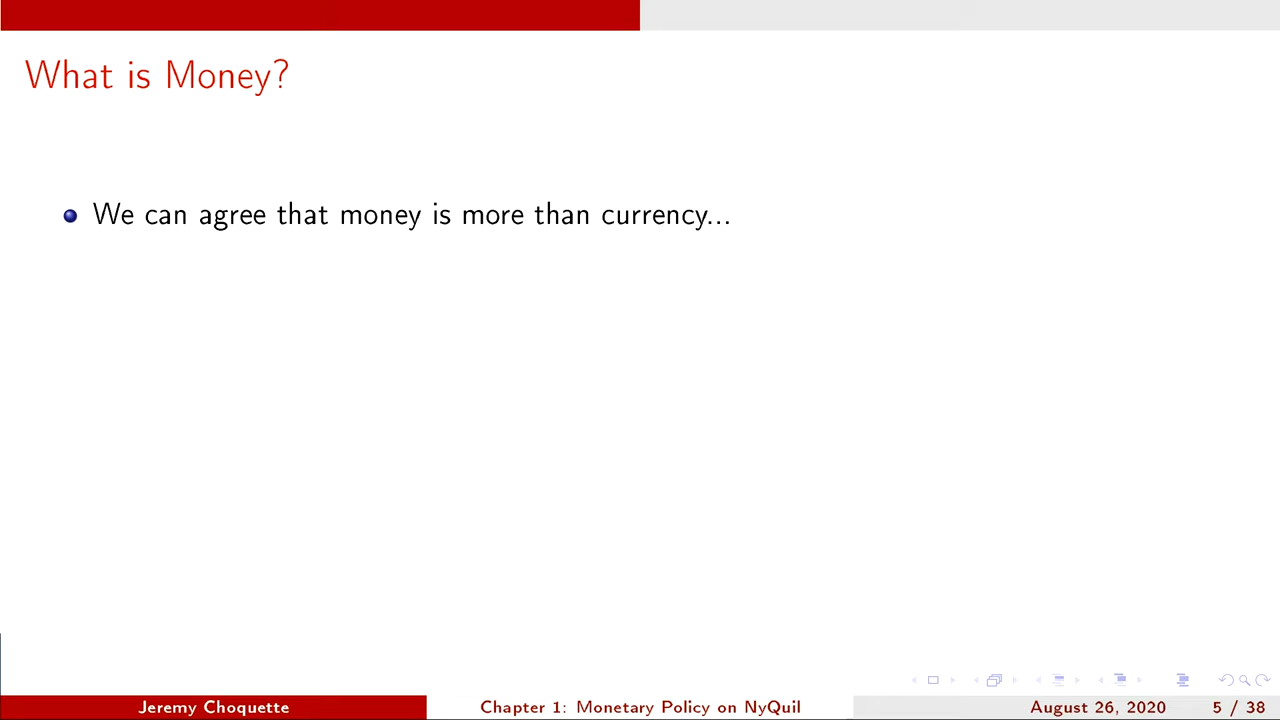 What is Money?
We can agree that money is more than currency...
Jeremy Choquette
Chapter 1: Monetary Policy on NyQuil
August 26, 2020
5 / 38